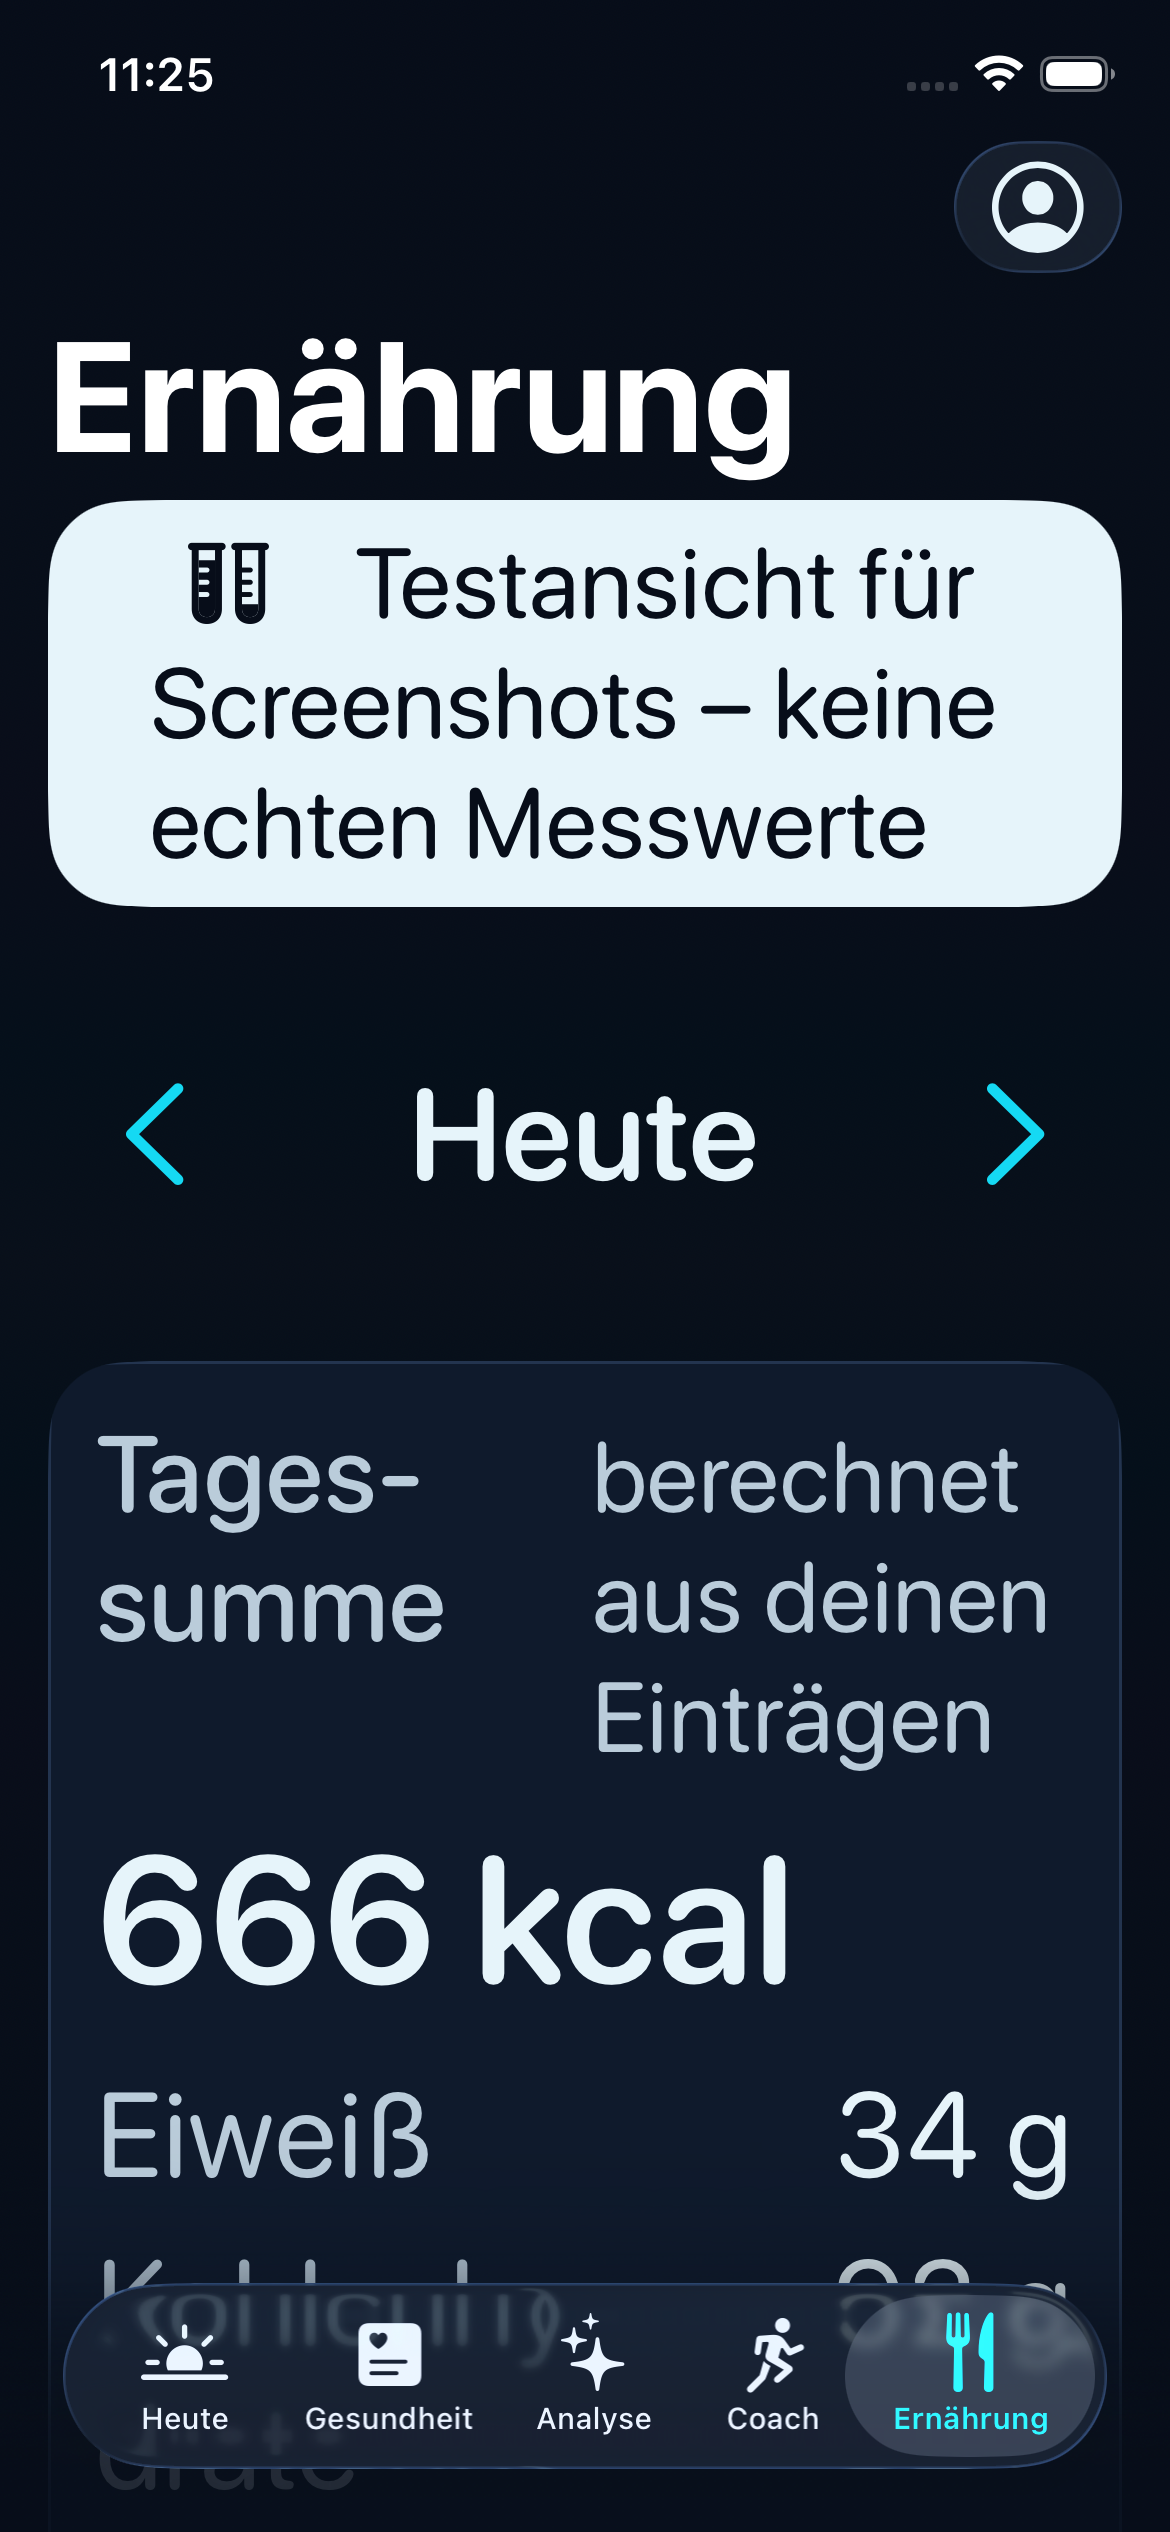 11:25
Ernährung
Testansicht für
Screenshots – keine
echten Messwerte
Heute
Tages-
summe
berechnet
aus deinen
Einträgen
666 kcal
Eiweiß 34 g
Heute Gesundheit Analyse Coach Ernährung